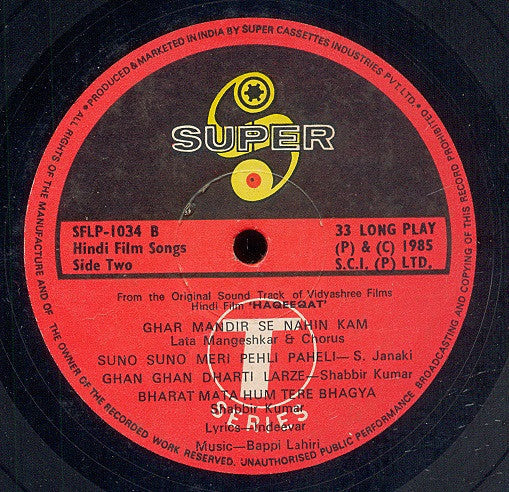 PRODUCED & MARKETED IN INDIA BY SUPER CASSETTES INDUSTRIES PVT. LTD.
ALL RIGHTS OF THE MANUFACTURE AND OF THE OWNER OF THE RECORDED WORK RESERVED. UNAUTHORISED PUBLIC PERFORMANCE BROADCASTING AND COPYING OF THIS RECORD PROHIBITED
SUPER
SFLP-1034 B
Hindi Film Songs
Side Two
33 LONG PLAY
(P) & (C) 1985
S.C.I. (P) LTD.
From the Original Sound Track of Vidyashree Films
Hindi Film 'HAQEEQAT'
GHAR MANDIR SE NAHIN KAM
Lata Mangeshkar & Chorus
SUNO SUNO MERI PEHLI PAHELI—S. Janaki
GHAN GHAN DHARTI LARZE—Shabbir Kumar
BHARAT MATA HUM TERE BHAGYA
Shabbir Kumar
Lyrics—Indeevar
Music—Bappi Lahiri
T
SERIES